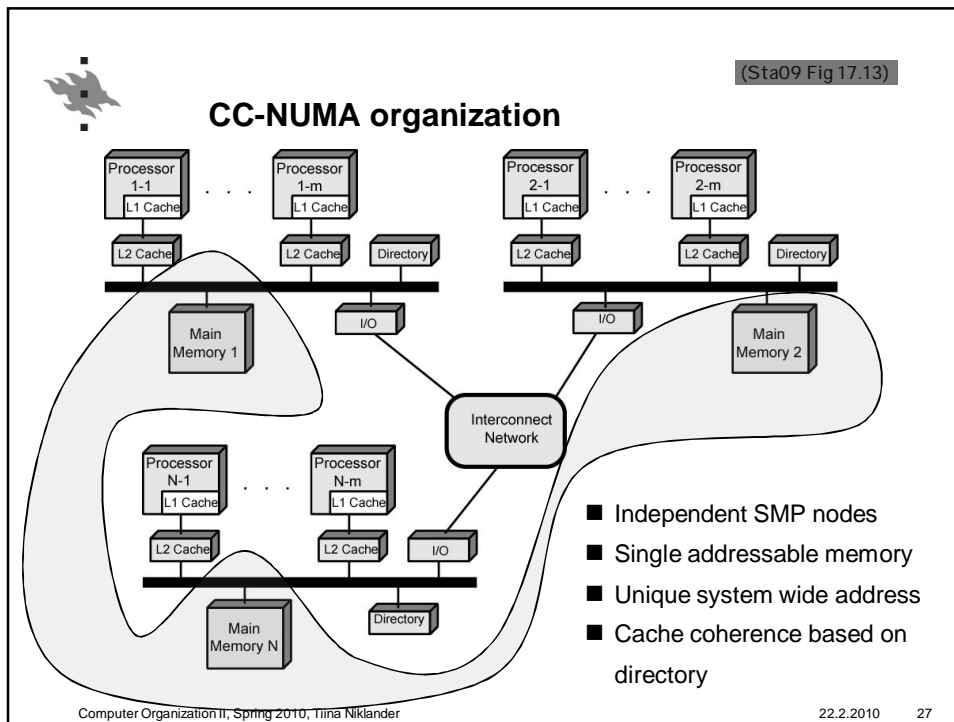 (Sta09 Fig 17.13)
CC-NUMA organization
Processor
1-1
L1 Cache
. . .
Processor
1-m
L1 Cache
L2 Cache
L2 Cache
Directory
Main
Memory 1
I/O
Processor
2-1
L1 Cache
. . .
Processor
2-m
L1 Cache
L2 Cache
L2 Cache
Directory
I/O
Main
Memory 2
Interconnect
Network
Processor
N-1
L1 Cache
. . .
Processor
N-m
L1 Cache
L2 Cache
L2 Cache
I/O
Main
Memory N
Directory
■ Independent SMP nodes
■ Single addressable memory
■ Unique system wide address
■ Cache coherence based on
directory
Computer Organization II, Spring 2010, Tiina Niklander
22.2.2010
27